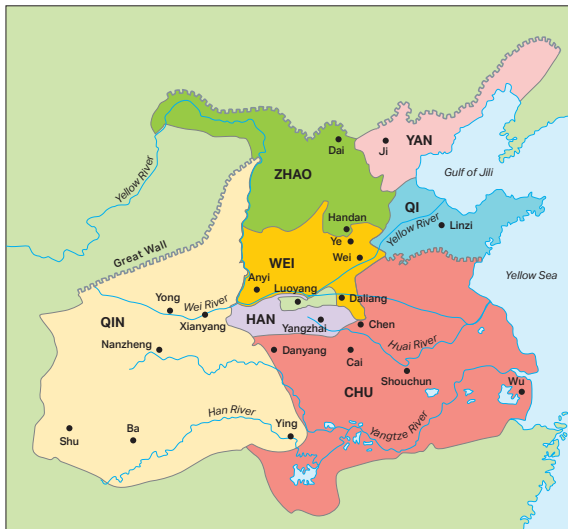 YAN
Dai
Ji
ZHAO
Gulf of Jili
Yellow River
QI
Handan
Yellow River
Linzi
Ye
WEI
Wei
Great Wall
Yellow Sea
Anyi
Luoyang
Daliang
Yong
Wei River
QIN
Xianyang
HAN
Yangzhai
Chen
Nanzheng
Danyang
Cai
Huai River
Shouchun
CHU
Wu
Han River
Ying
Yangtze River
Shu
Ba